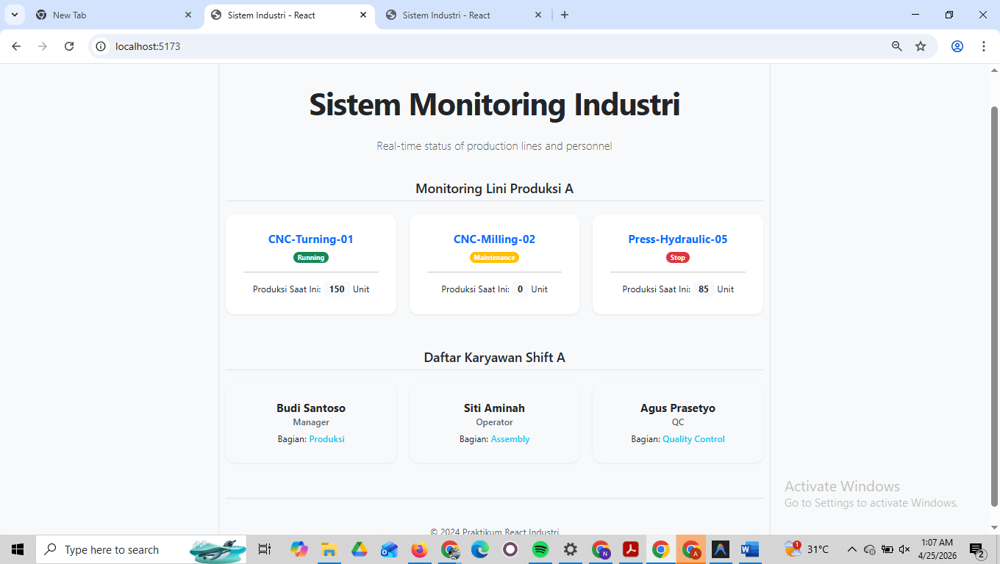 New Tab
Sistem Industri - React
Sistem Industri - React
localhost:5173
Sistem Monitoring Industri
Real-time status of production lines and personnel
Monitoring Lini Produksi A
CNC-Turning-01
Running
Produksi Saat Ini: 150 Unit
CNC-Milling-02
Maintenance
Produksi Saat Ini: 0 Unit
Press-Hydraulic-05
Stop
Produksi Saat Ini: 85 Unit
Daftar Karyawan Shift A
Budi Santoso
Manager
Bagian: Produksi
Siti Aminah
Operator
Bagian: Assembly
Agus Prasetyo
QC
Bagian: Quality Control
Activate Windows
Go to Settings to activate Windows.
© 2024 Praktikum React Industri
Type here to search
N
A
1
31°C
1:07 AM
4/25/2026
2